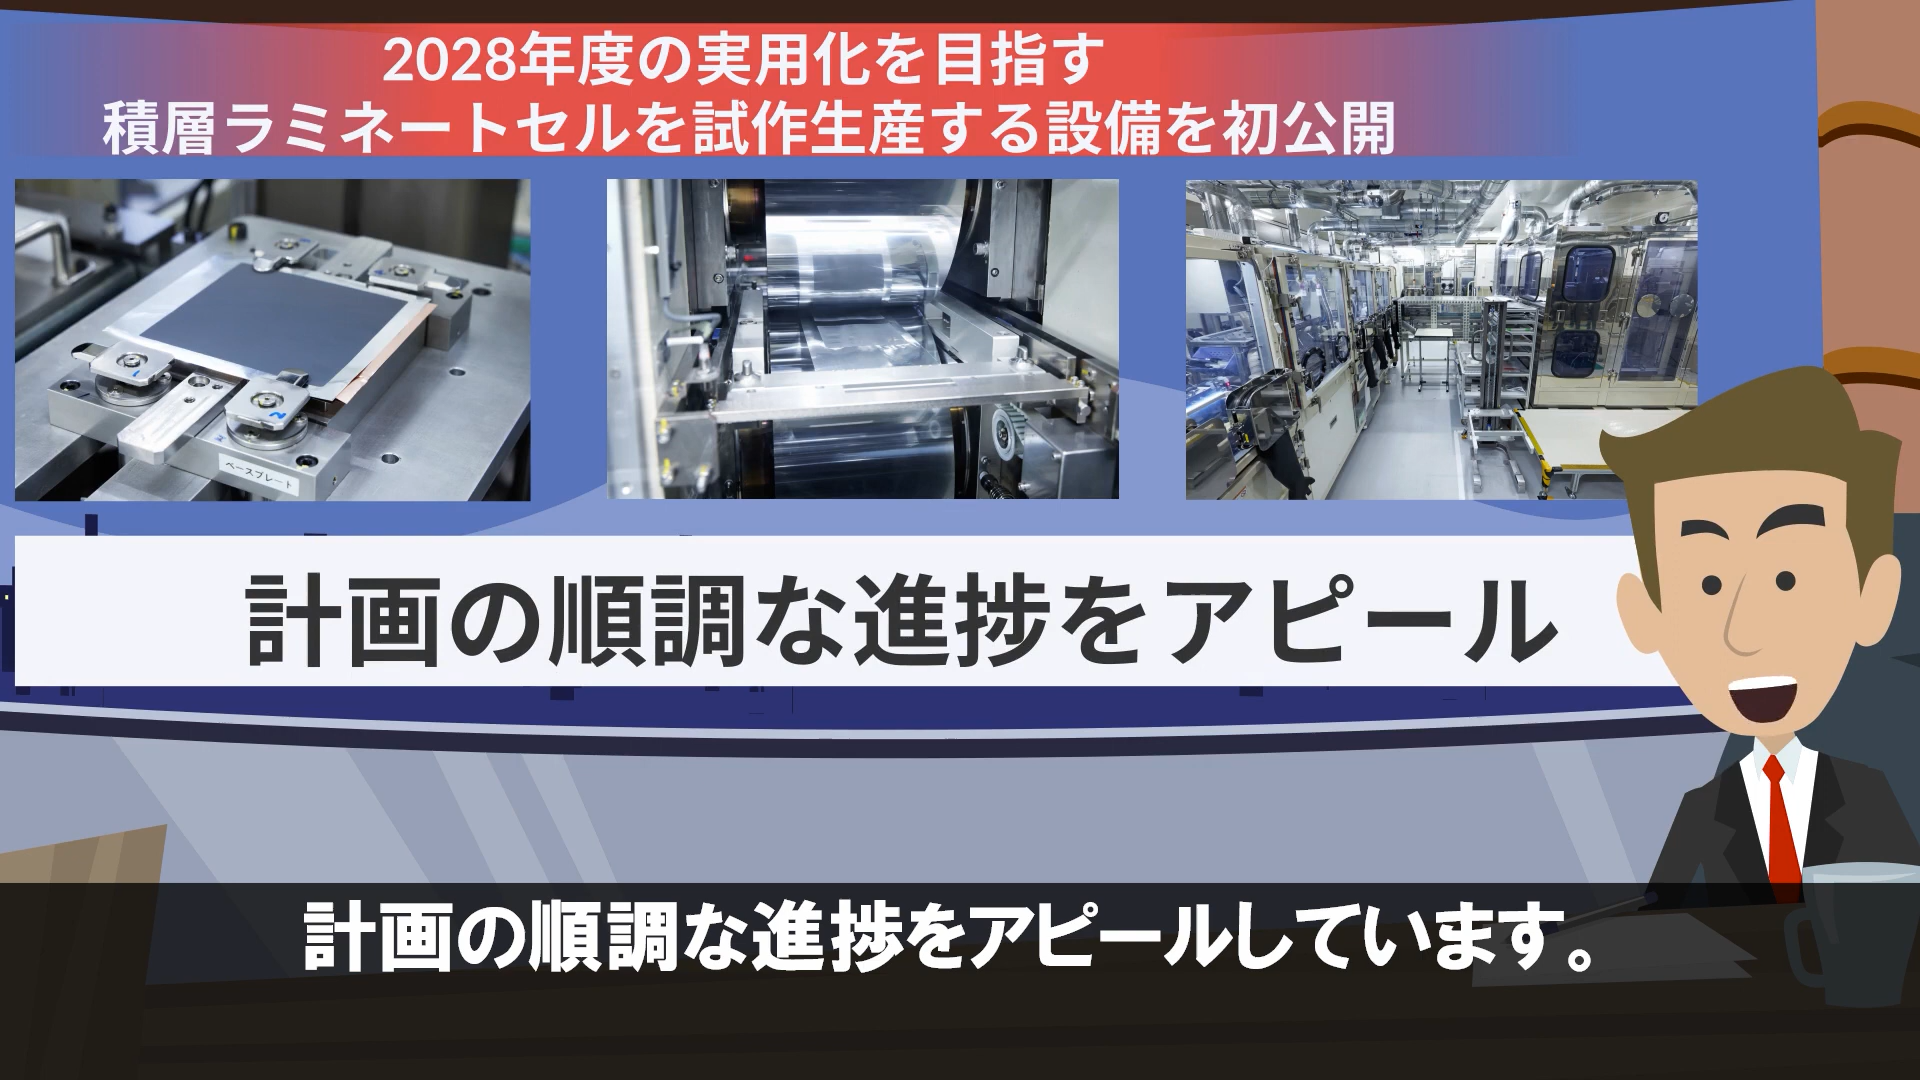 2028年度の実用化を目指す
積層ラミネートセルを試作生産する設備を初公開
ベースプレート
計画の順調な進捗をアピール
計画の順調な進捗をアピールしています。